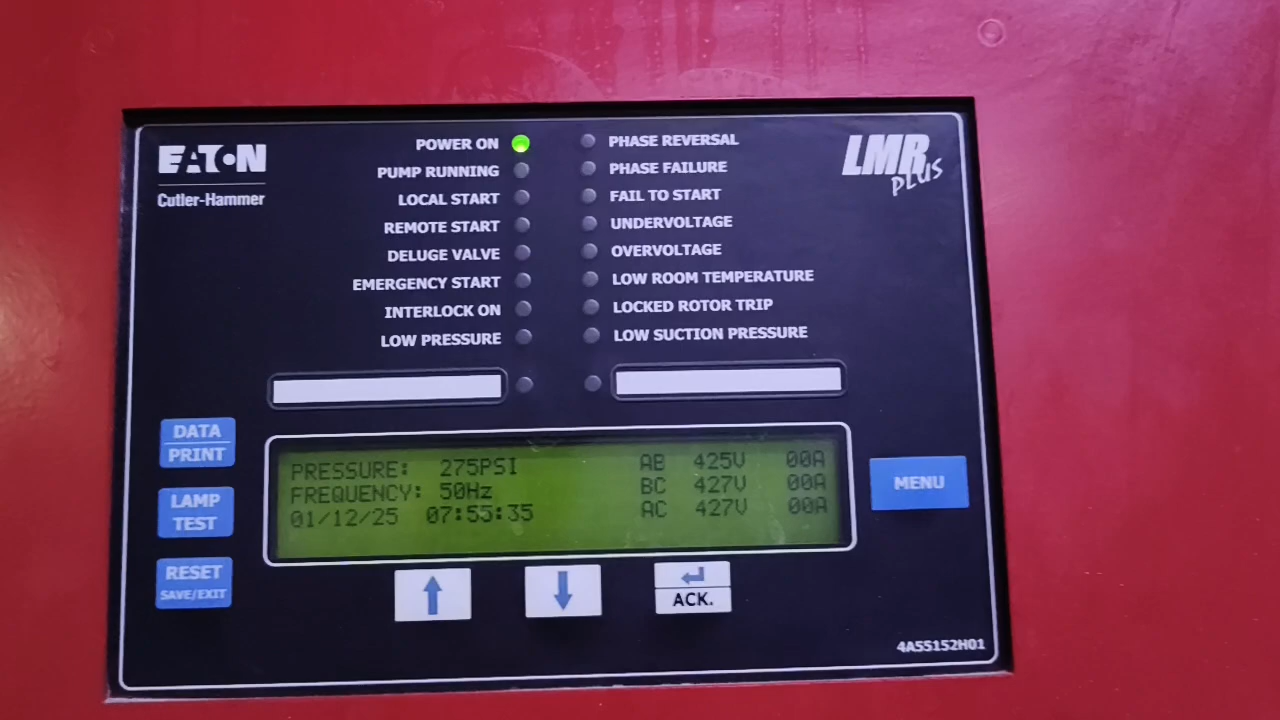 EATON
Cutler-Hammer
LMR
PLUS
POWER ON
PUMP RUNNING
LOCAL START
REMOTE START
DELUGE VALVE
EMERGENCY START
INTERLOCK ON
LOW PRESSURE
PHASE REVERSAL
PHASE FAILURE
FAIL TO START
UNDERVOLTAGE
OVERVOLTAGE
LOW ROOM TEMPERATURE
LOCKED ROTOR TRIP
LOW SUCTION PRESSURE
DATA
PRINT
LAMP
TEST
RESET
SAVE/EXIT
PRESSURE: 275PSI AB 425V 00A
FREQUENCY: 50Hz BC 427V 00A
01/12/25 07:55:35 AC 427V 00A
MENU
ACK.
4A55152H01